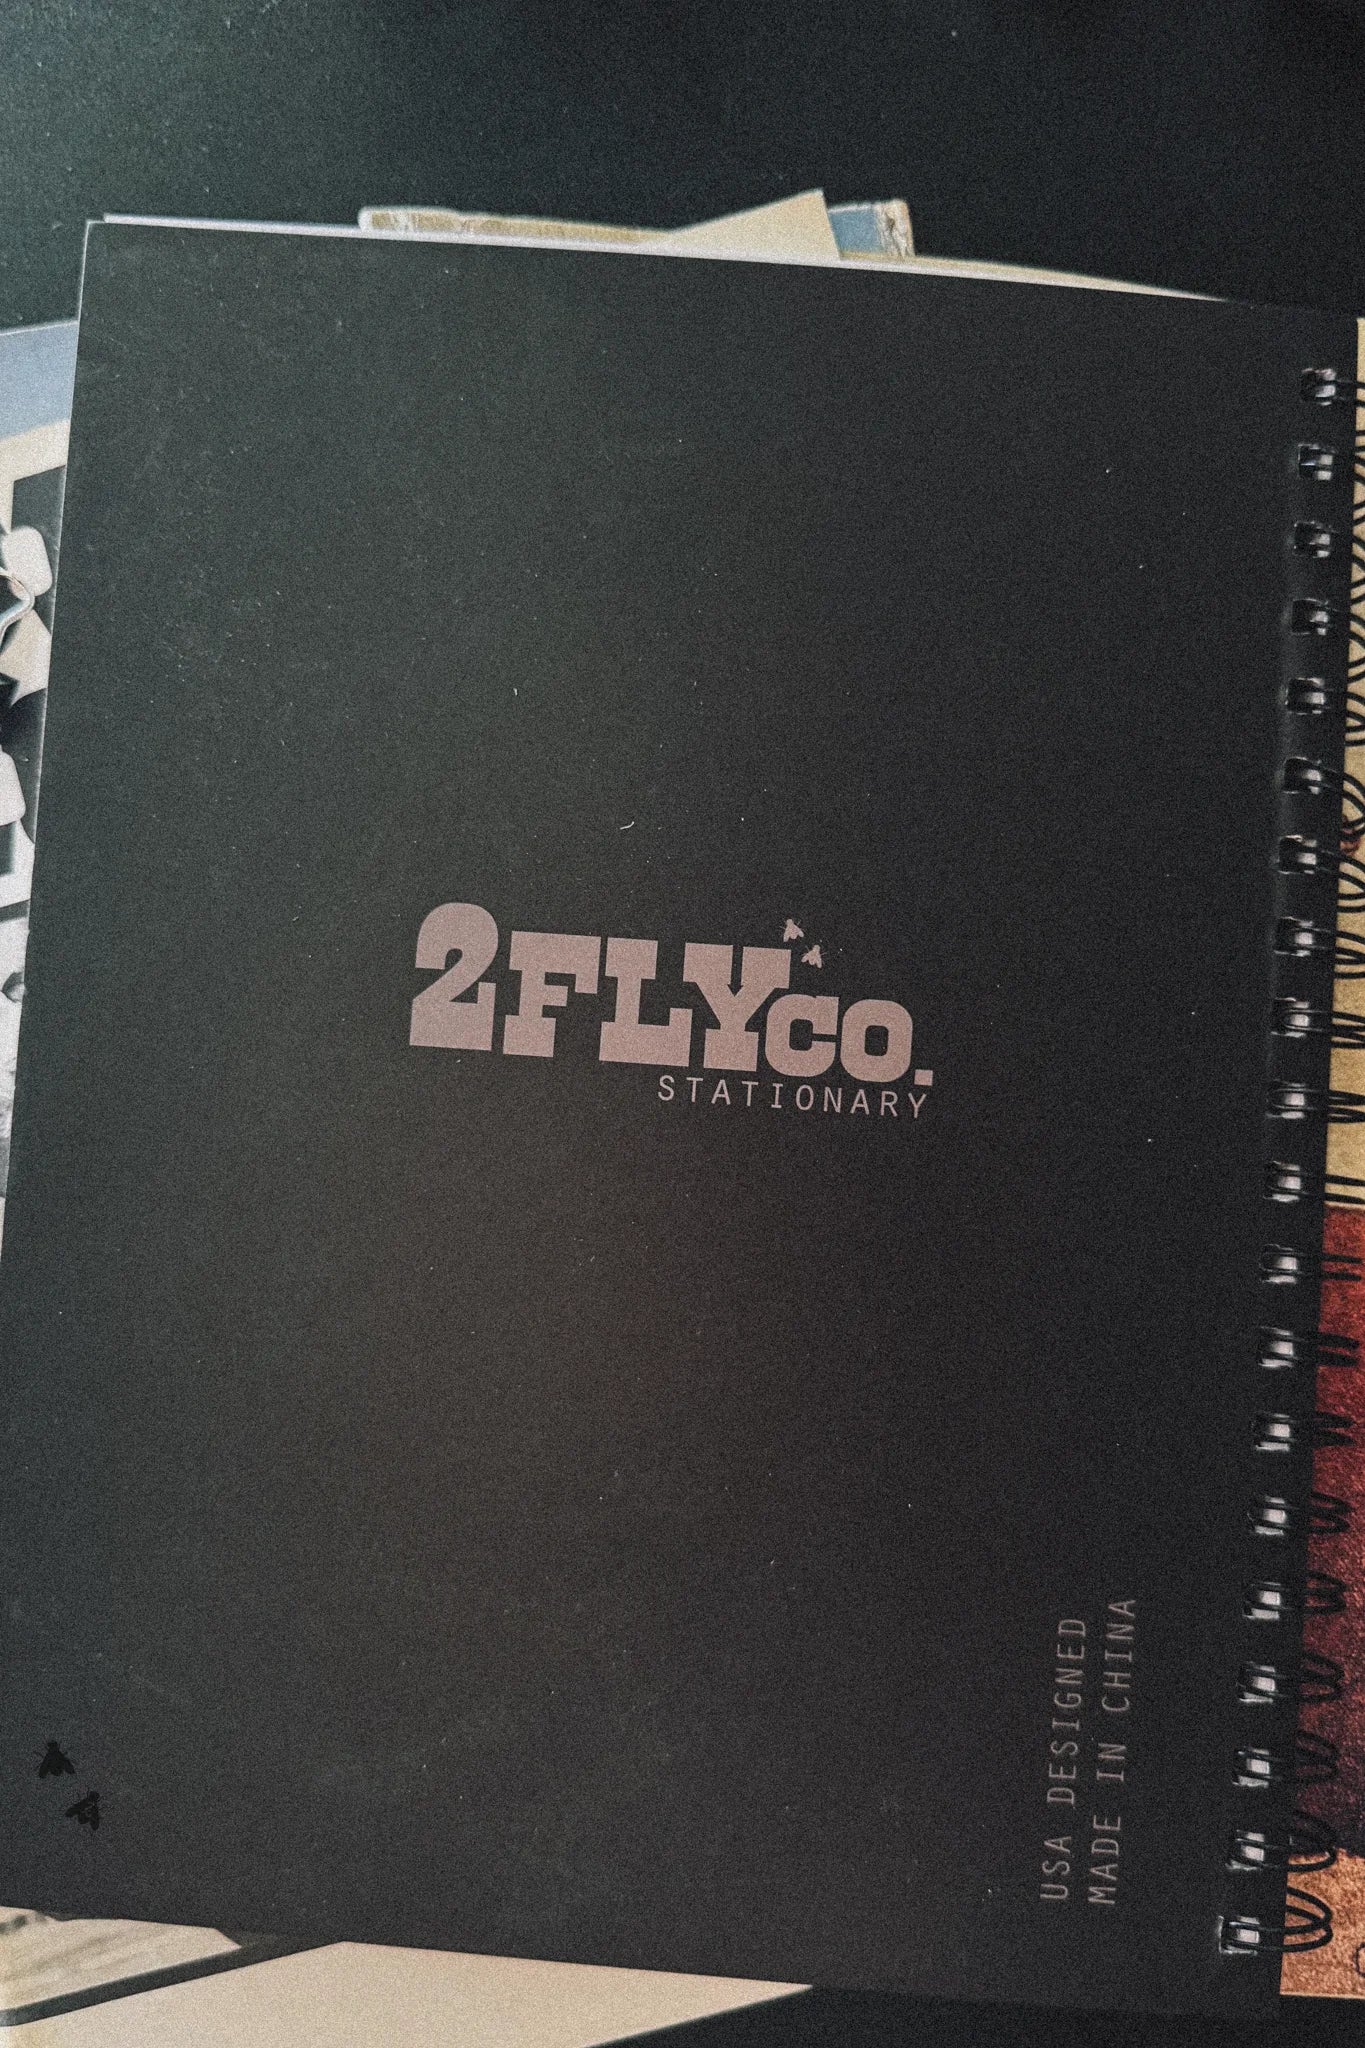 2FLYCO.
STATIONARY
USA DESIGNED
MADE IN CHINA